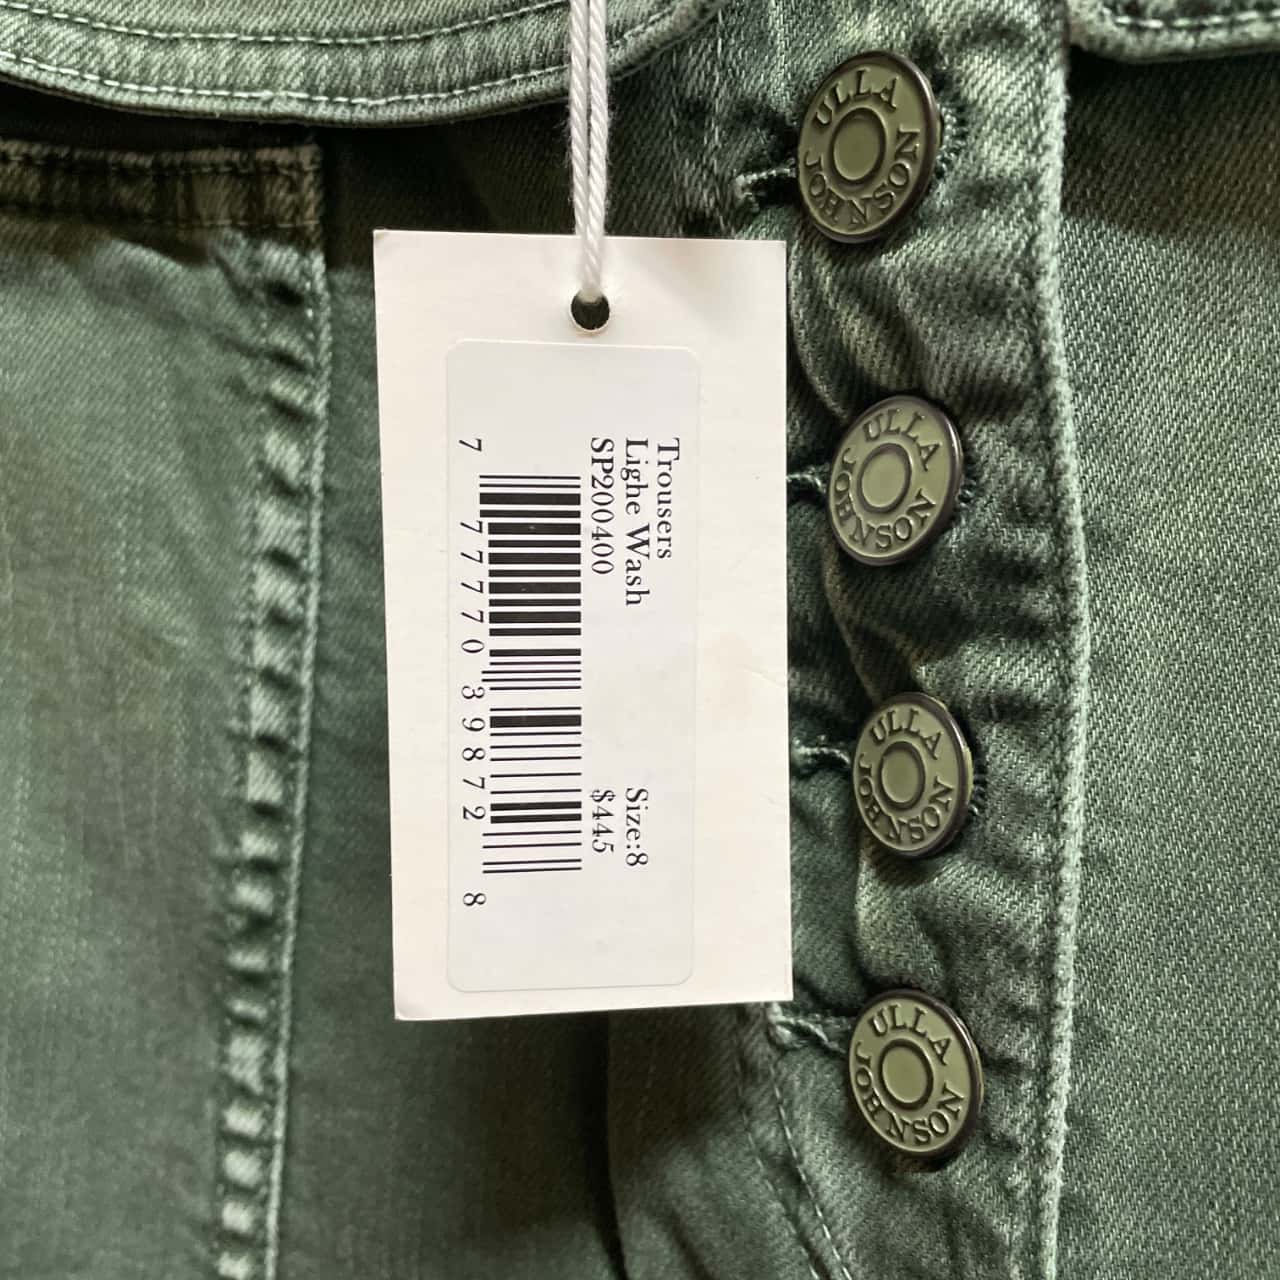 Trousers
Lighe Wash
SP200400
Size:8
$445
7 77770 39872 8
ULLA JOHNSON
ULLA JOHNSON
ULLA JOHNSON
ULLA JOHNSON